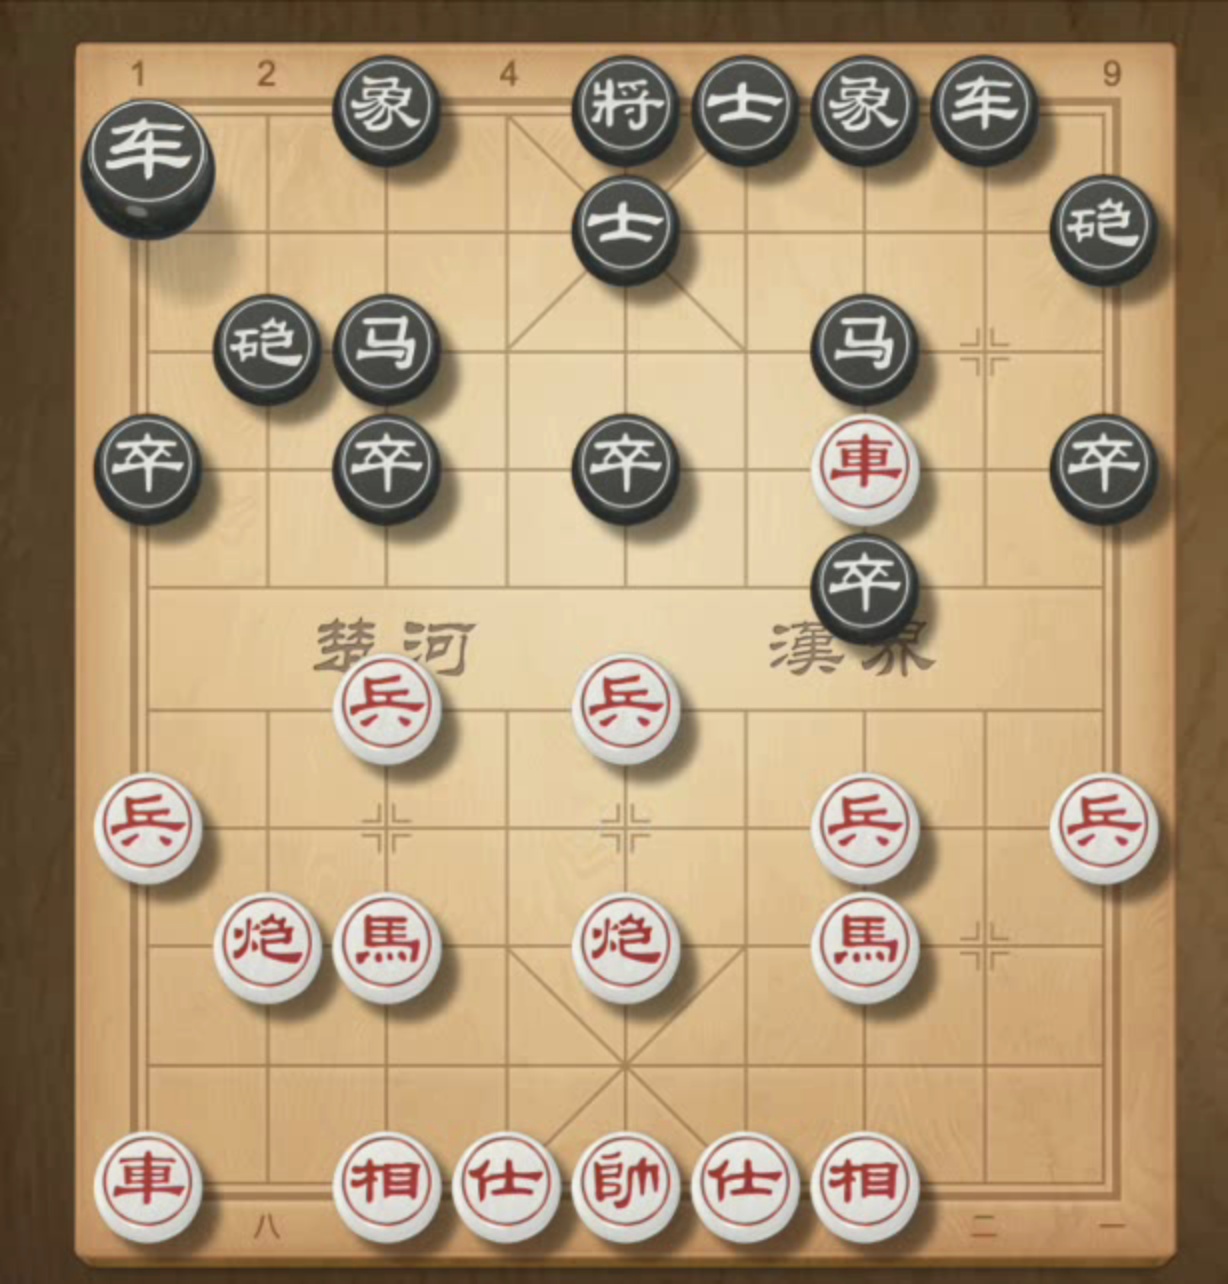 1 2 象 4 將 士 象 车 9
车
士 砲
砲 马 马
卒 卒 卒 車 卒
卒
楚河 漢界
兵 兵
兵 兵 兵
炮 馬 炮 馬
車 相 仕 帥 仕 相
八 二 一